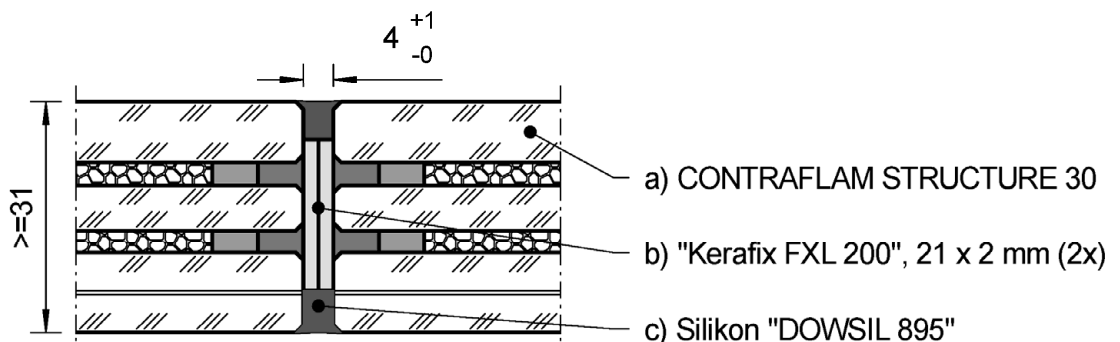 4 +1
-0
>=31
a) CONTRAFLAM STRUCTURE 30
b) "Kerafix FXL 200", 21 x 2 mm (2x)
c) Silikon "DOWSIL 895"